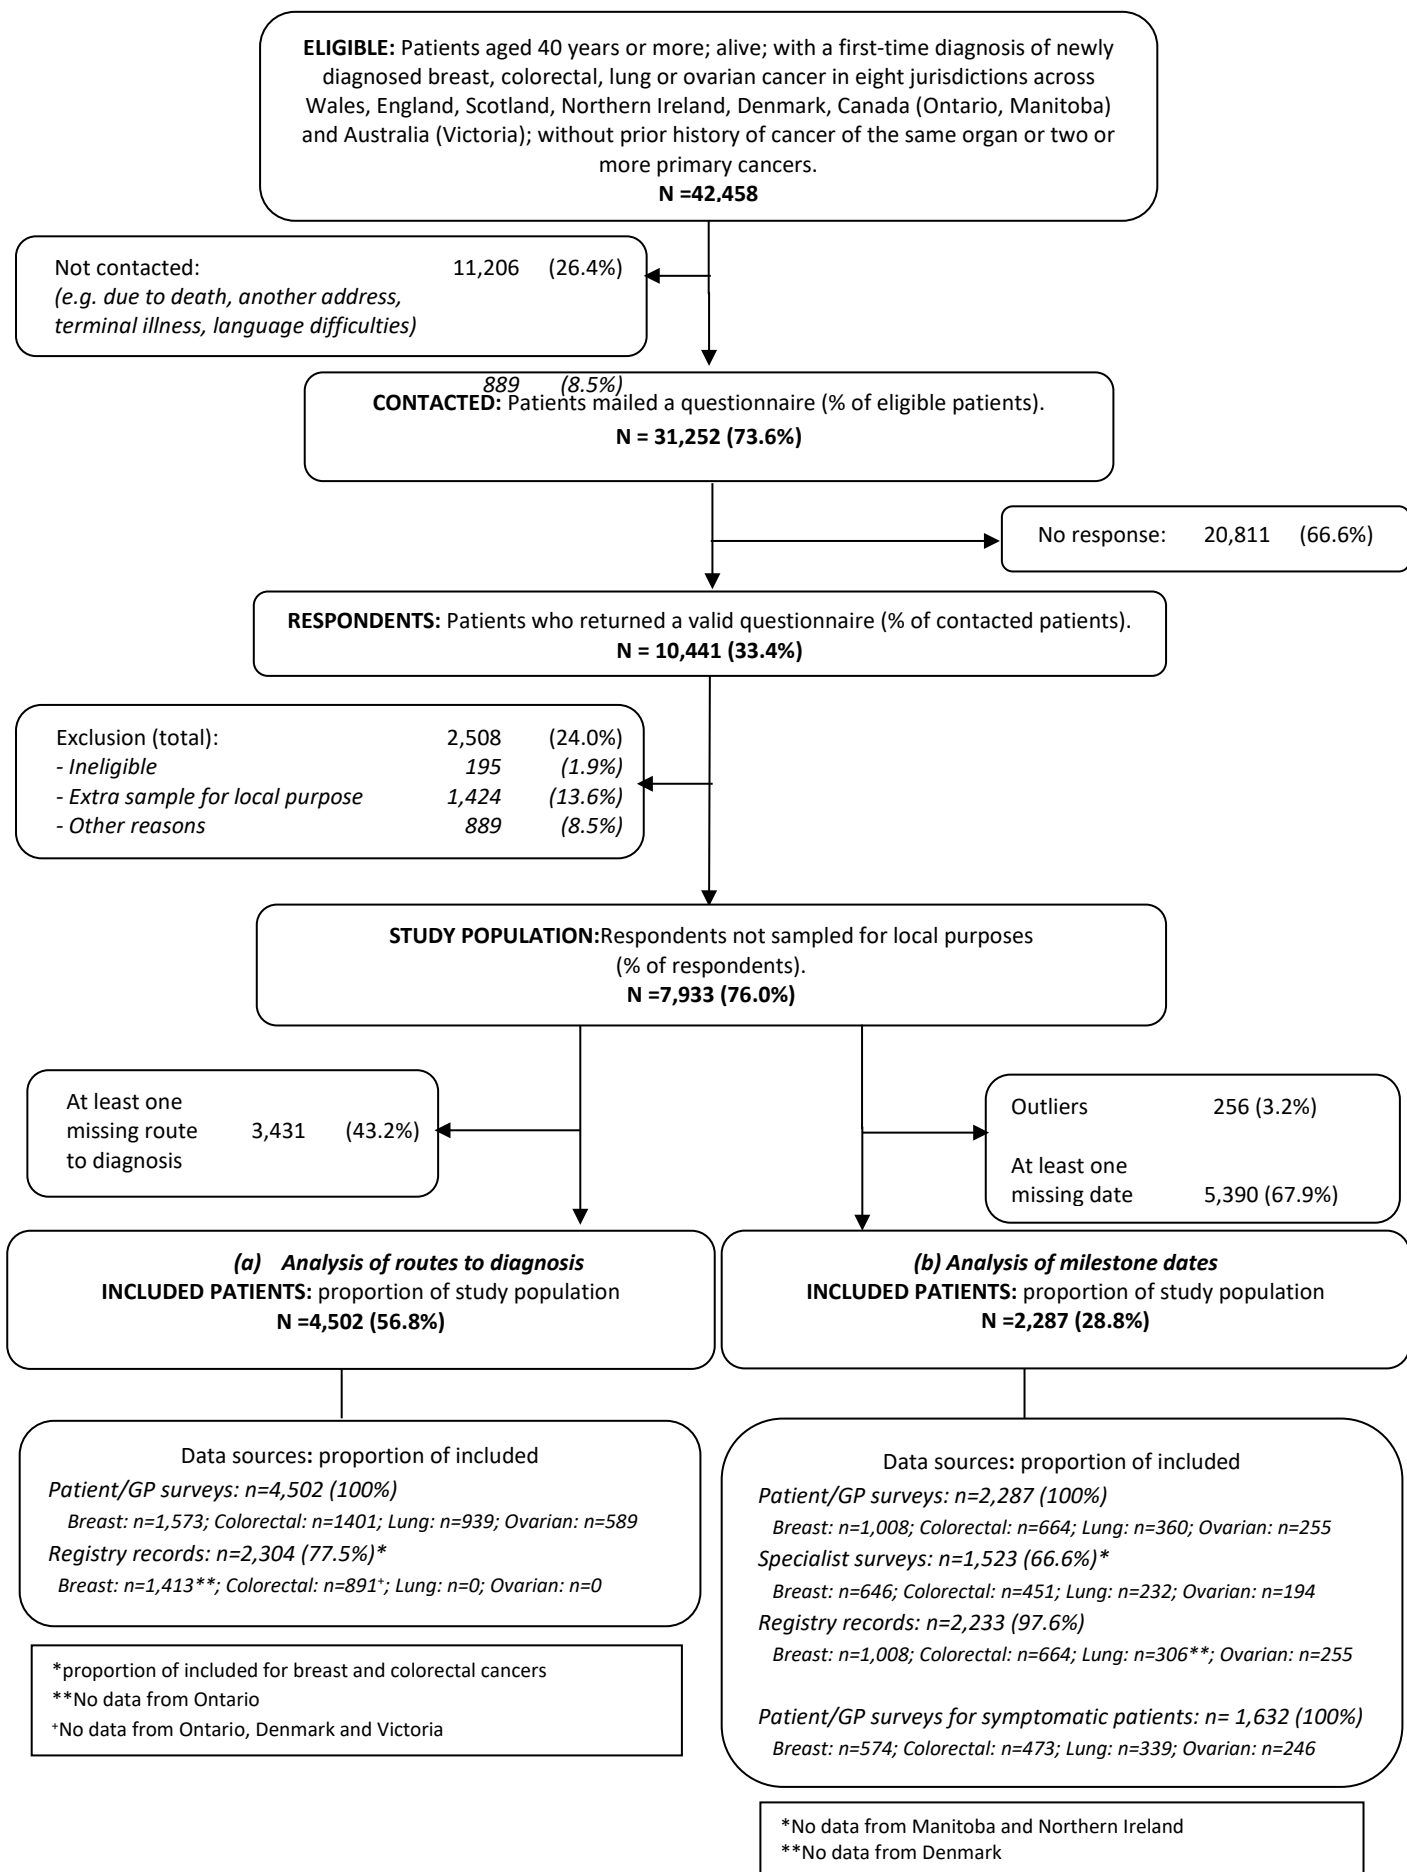 ELIGIBLE: Patients aged 40 years or more; alive; with a first-time diagnosis of newly
diagnosed breast, colorectal, lung or ovarian cancer in eight jurisdictions across
Wales, England, Scotland, Northern Ireland, Denmark, Canada (Ontario, Manitoba)
and Australia (Victoria); without prior history of cancer of the same organ or two or
more primary cancers.
N =42,458
Not contacted: 11,206 (26.4%)
(e.g. due to death, another address,
terminal illness, language difficulties)
889 (8.5%)
CONTACTED: Patients mailed a questionnaire (% of eligible patients).
N = 31,252 (73.6%)
No response: 20,811 (66.6%)
RESPONDENTS: Patients who returned a valid questionnaire (% of contacted patients).
N = 10,441 (33.4%)
Exclusion (total): 2,508 (24.0%)
- Ineligible 195 (1.9%)
- Extra sample for local purpose 1,424 (13.6%)
- Other reasons 889 (8.5%)
STUDY POPULATION:Respondents not sampled for local purposes
(% of respondents).
N =7,933 (76.0%)
At least one
missing route 3,431 (43.2%)
to diagnosis
Outliers 256 (3.2%)
At least one
missing date 5,390 (67.9%)
(a) Analysis of routes to diagnosis
INCLUDED PATIENTS: proportion of study population
N =4,502 (56.8%)
(b) Analysis of milestone dates
INCLUDED PATIENTS: proportion of study population
N =2,287 (28.8%)
Data sources: proportion of included
Patient/GP surveys: n=4,502 (100%)
Breast: n=1,573; Colorectal: n=1401; Lung: n=939; Ovarian: n=589
Registry records: n=2,304 (77.5%)*
Breast: n=1,413**; Colorectal: n=891⁺; Lung: n=0; Ovarian: n=0
*proportion of included for breast and colorectal cancers
**No data from Ontario
⁺No data from Ontario, Denmark and Victoria
Data sources: proportion of included
Patient/GP surveys: n=2,287 (100%)
Breast: n=1,008; Colorectal: n=664; Lung: n=360; Ovarian: n=255
Specialist surveys: n=1,523 (66.6%)*
Breast: n=646; Colorectal: n=451; Lung: n=232; Ovarian: n=194
Registry records: n=2,233 (97.6%)
Breast: n=1,008; Colorectal: n=664; Lung: n=306**; Ovarian: n=255
Patient/GP surveys for symptomatic patients: n= 1,632 (100%)
Breast: n=574; Colorectal: n=473; Lung: n=339; Ovarian: n=246
*No data from Manitoba and Northern Ireland
**No data from Denmark